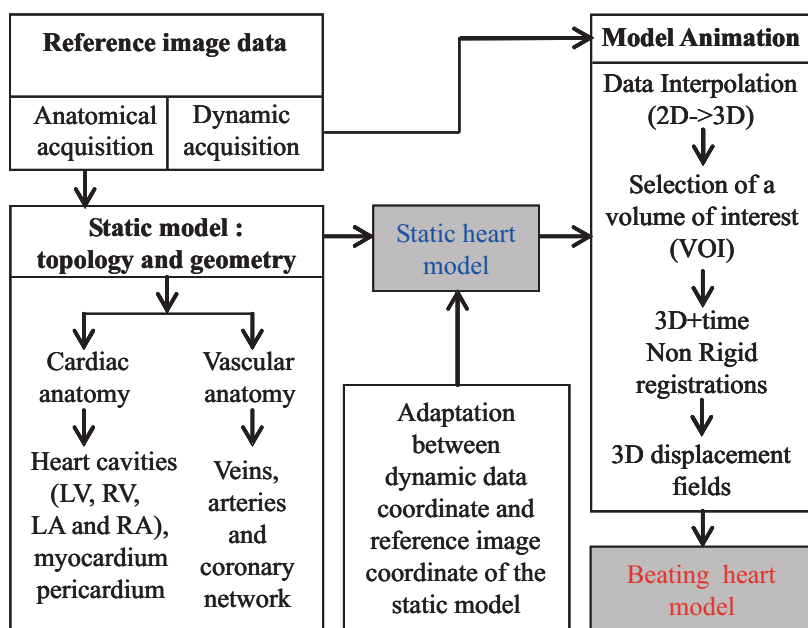 Reference image data
Anatomical
acquisition
Dynamic
acquisition
Static model :
topology and geometry
Cardiac
anatomy
Heart cavities
(LV, RV,
LA and RA),
myocardium
pericardium
Vascular
anatomy
Veins,
arteries
and
coronary
network
Static heart
model
Adaptation
between
dynamic data
coordinate and
reference image
coordinate of the
static model
Model Animation
Data Interpolation
(2D->3D)
Selection of a
volume of interest
(VOI)
3D+time
Non Rigid
registrations
3D displacement
fields
Beating heart
model